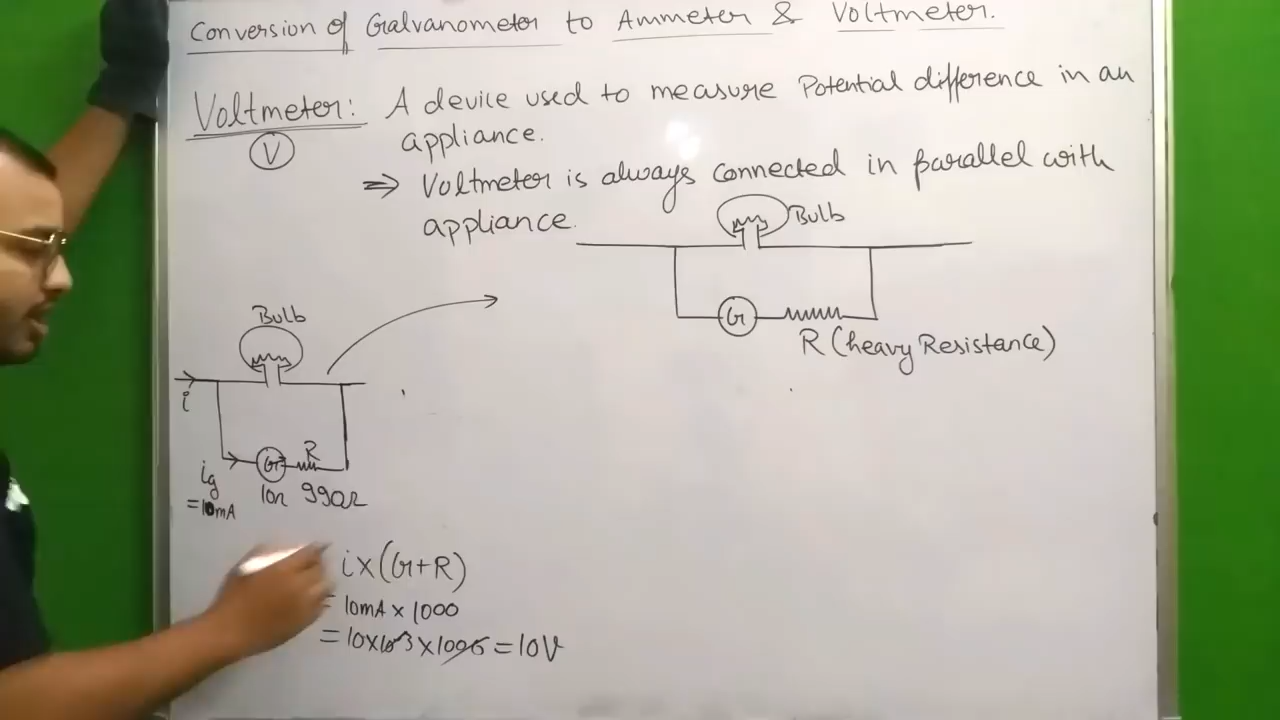 Conversion of Galvanometer to Ammeter & Voltmeter.
Voltmeter: A device used to measure Potential difference in an
appliance.
V
⇒ Voltmeter is always connected in parallel with
appliance.
Bulb
G
R (heavy Resistance)
Bulb
i
G R
ig
=10mA
10Ω 990Ω
i×(G+R)
= 10mA × 1000
= 10×10-3 × 1000 = 10V